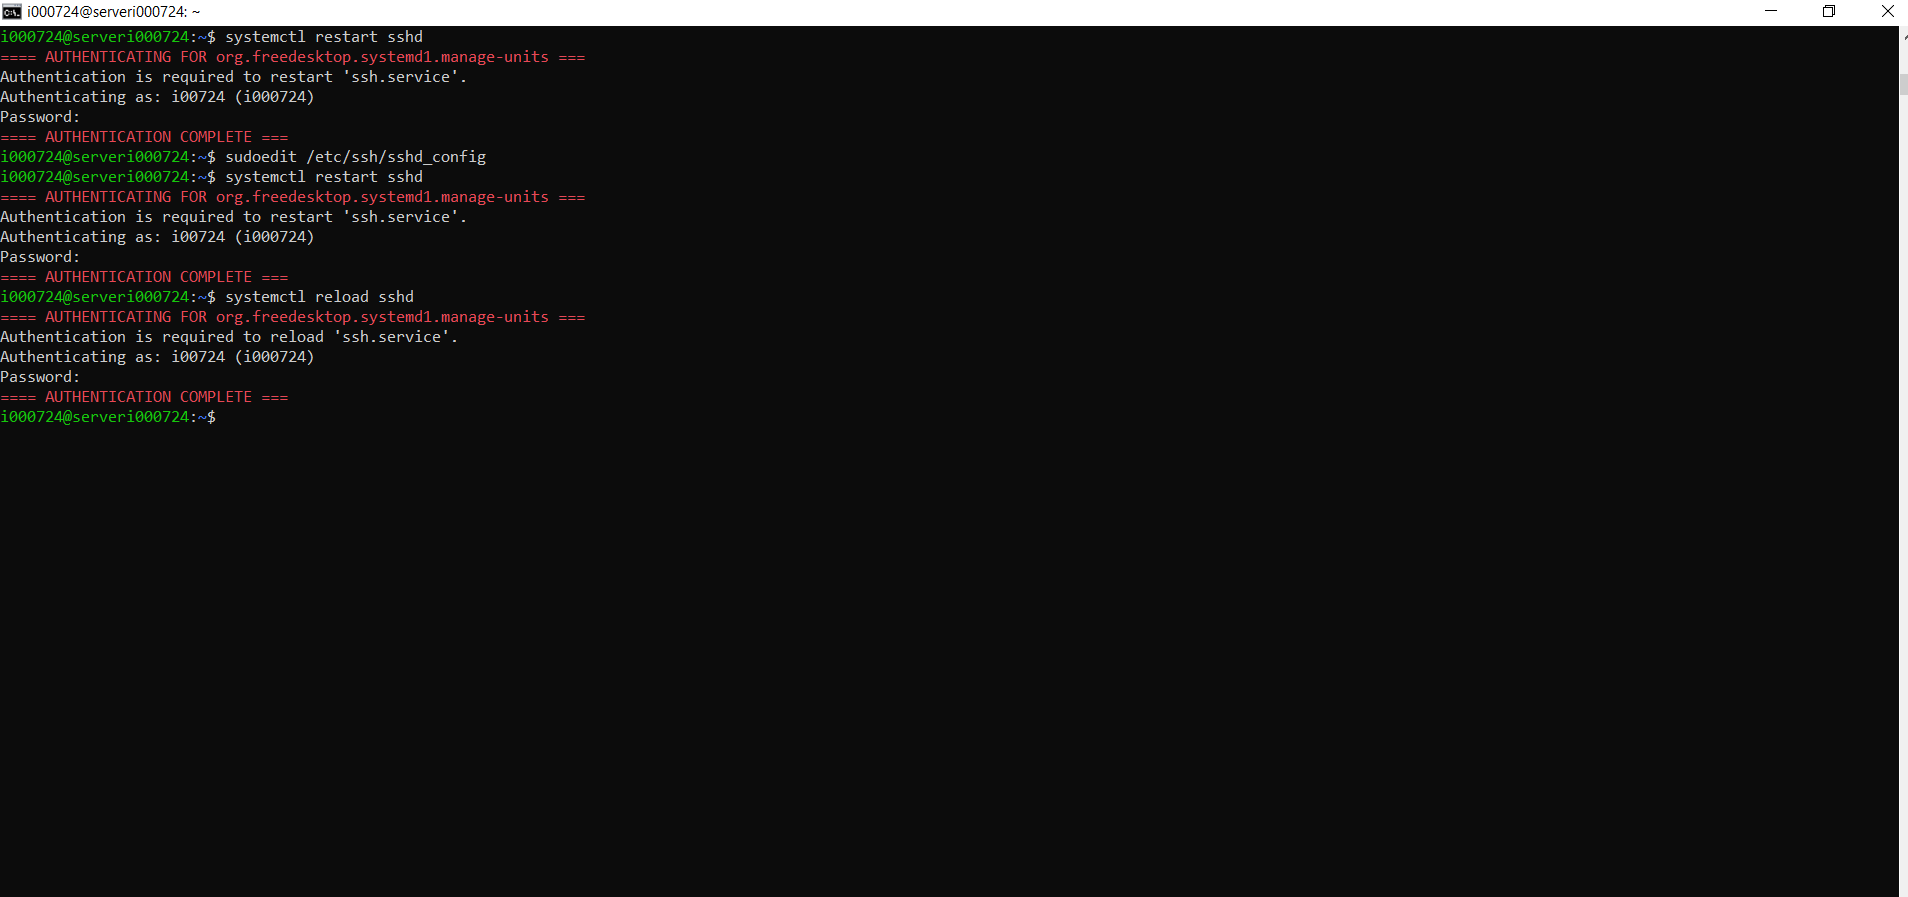 i000724@serveri000724: ~
i000724@serveri000724:~$ systemctl restart sshd
==== AUTHENTICATING FOR org.freedesktop.systemd1.manage-units ===
Authentication is required to restart 'ssh.service'.
Authenticating as: i00724 (i000724)
Password:
==== AUTHENTICATION COMPLETE ===
i000724@serveri000724:~$ sudoedit /etc/ssh/sshd_config
i000724@serveri000724:~$ systemctl restart sshd
==== AUTHENTICATING FOR org.freedesktop.systemd1.manage-units ===
Authentication is required to restart 'ssh.service'.
Authenticating as: i00724 (i000724)
Password:
==== AUTHENTICATION COMPLETE ===
i000724@serveri000724:~$ systemctl reload sshd
==== AUTHENTICATING FOR org.freedesktop.systemd1.manage-units ===
Authentication is required to reload 'ssh.service'.
Authenticating as: i00724 (i000724)
Password:
==== AUTHENTICATION COMPLETE ===
i000724@serveri000724:~$